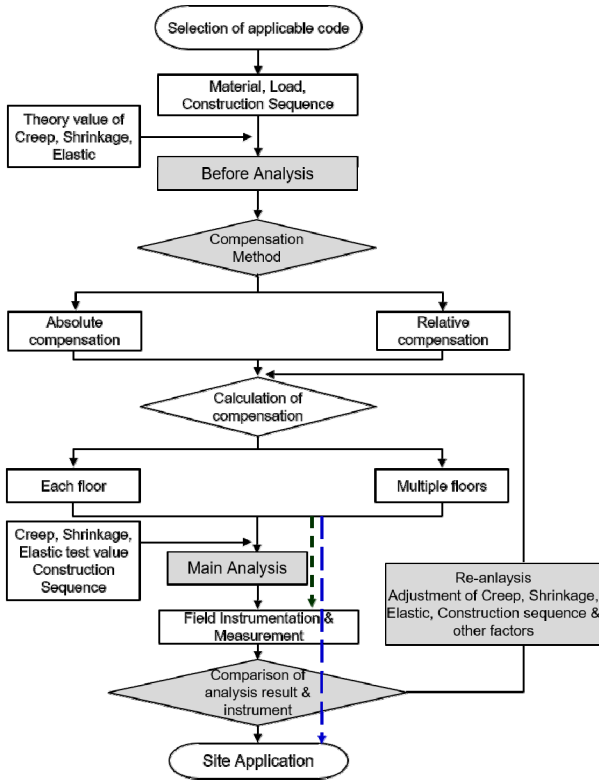 Selection of applicable code
Material, Load,
Construction Sequence
Theory value of
Creep, Shrinkage,
Elastic
Before Analysis
Compensation
Method
Absolute
compensation
Relative
compensation
Calculation of
compensation
Each floor
Multiple floors
Creep, Shrinkage,
Elastic test value
Construction
Sequence
Main Analysis
Re-anlaysis
Adjustment of Creep, Shrinkage,
Elastic, Construction sequence &
other factors
Field Instrumentation &
Measurement
Comparison of
analysis result &
instrument
Site Application